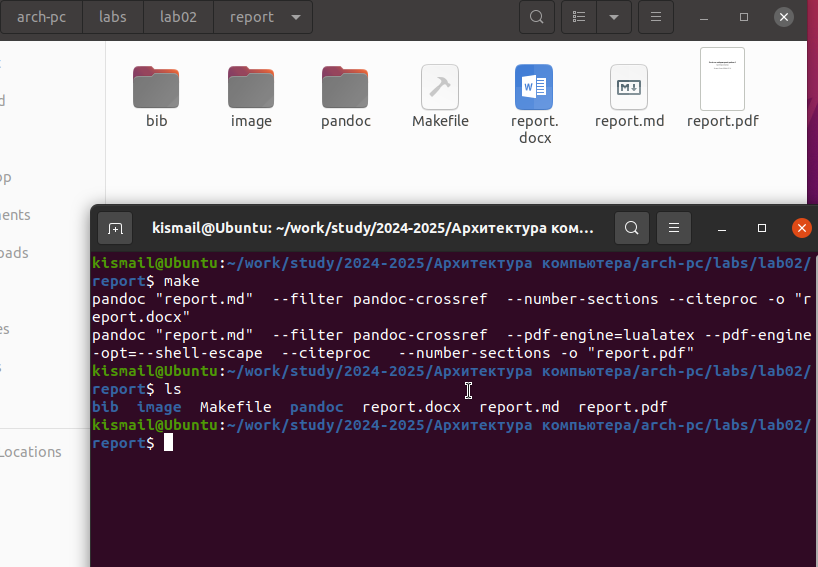 arch-pc labs lab02 report
bib image pandoc Makefile report.docx report.md report.pdf
ents
oads
Locations
kismail@Ubuntu: ~/work/study/2024-2025/Архитектура ком...
kismail@Ubuntu:~/work/study/2024-2025/Архитектура компьютера/arch-pc/labs/lab02/
report$ make
pandoc "report.md"  --filter pandoc-crossref  --number-sections --citeproc -o "r
eport.docx"
pandoc "report.md"  --filter pandoc-crossref  --pdf-engine=lualatex --pdf-engine
-opt=--shell-escape  --citeproc   --number-sections -o "report.pdf"
kismail@Ubuntu:~/work/study/2024-2025/Архитектура компьютера/arch-pc/labs/lab02/
report$ ls
bib  image  Makefile  pandoc  report.docx  report.md  report.pdf
kismail@Ubuntu:~/work/study/2024-2025/Архитектура компьютера/arch-pc/labs/lab02/
report$